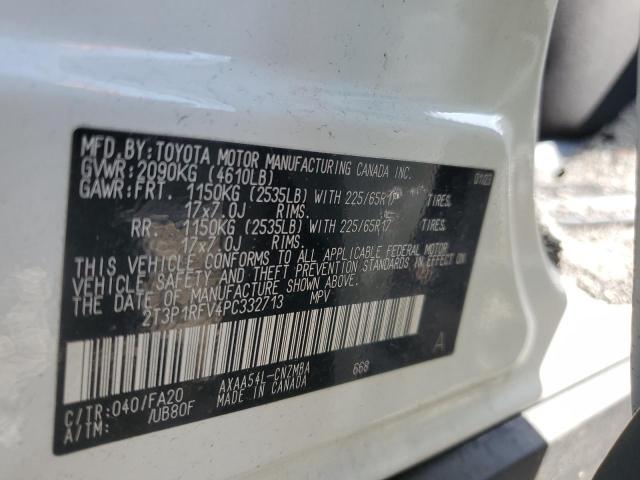 MFD.BY: TOYOTA MOTOR MANUFACTURING CANADA INC.
GVWR: 2090KG (4610LB)
GAWR: FRT. 1150KG (2535LB) WITH 225/65R17 TIRES.
17x7.0J RIMS.
RR. 1150KG (2535LB) WITH 225/65R17 TIRES.
17x7.0J RIMS.
THIS VEHICLE CONFORMS TO ALL APPLICABLE FEDERAL MOTOR
VEHICLE SAFETY AND THEFT PREVENTION STANDARDS IN EFFECT ON
THE DATE OF MANUFACTURE SHOWN ABOVE.
2T3P1RFV4PC332713 MPV
A
C/TR: 040/FA20 AXAA54L-CNZMBA 668
A/TM: /UB80F MADE IN CANADA